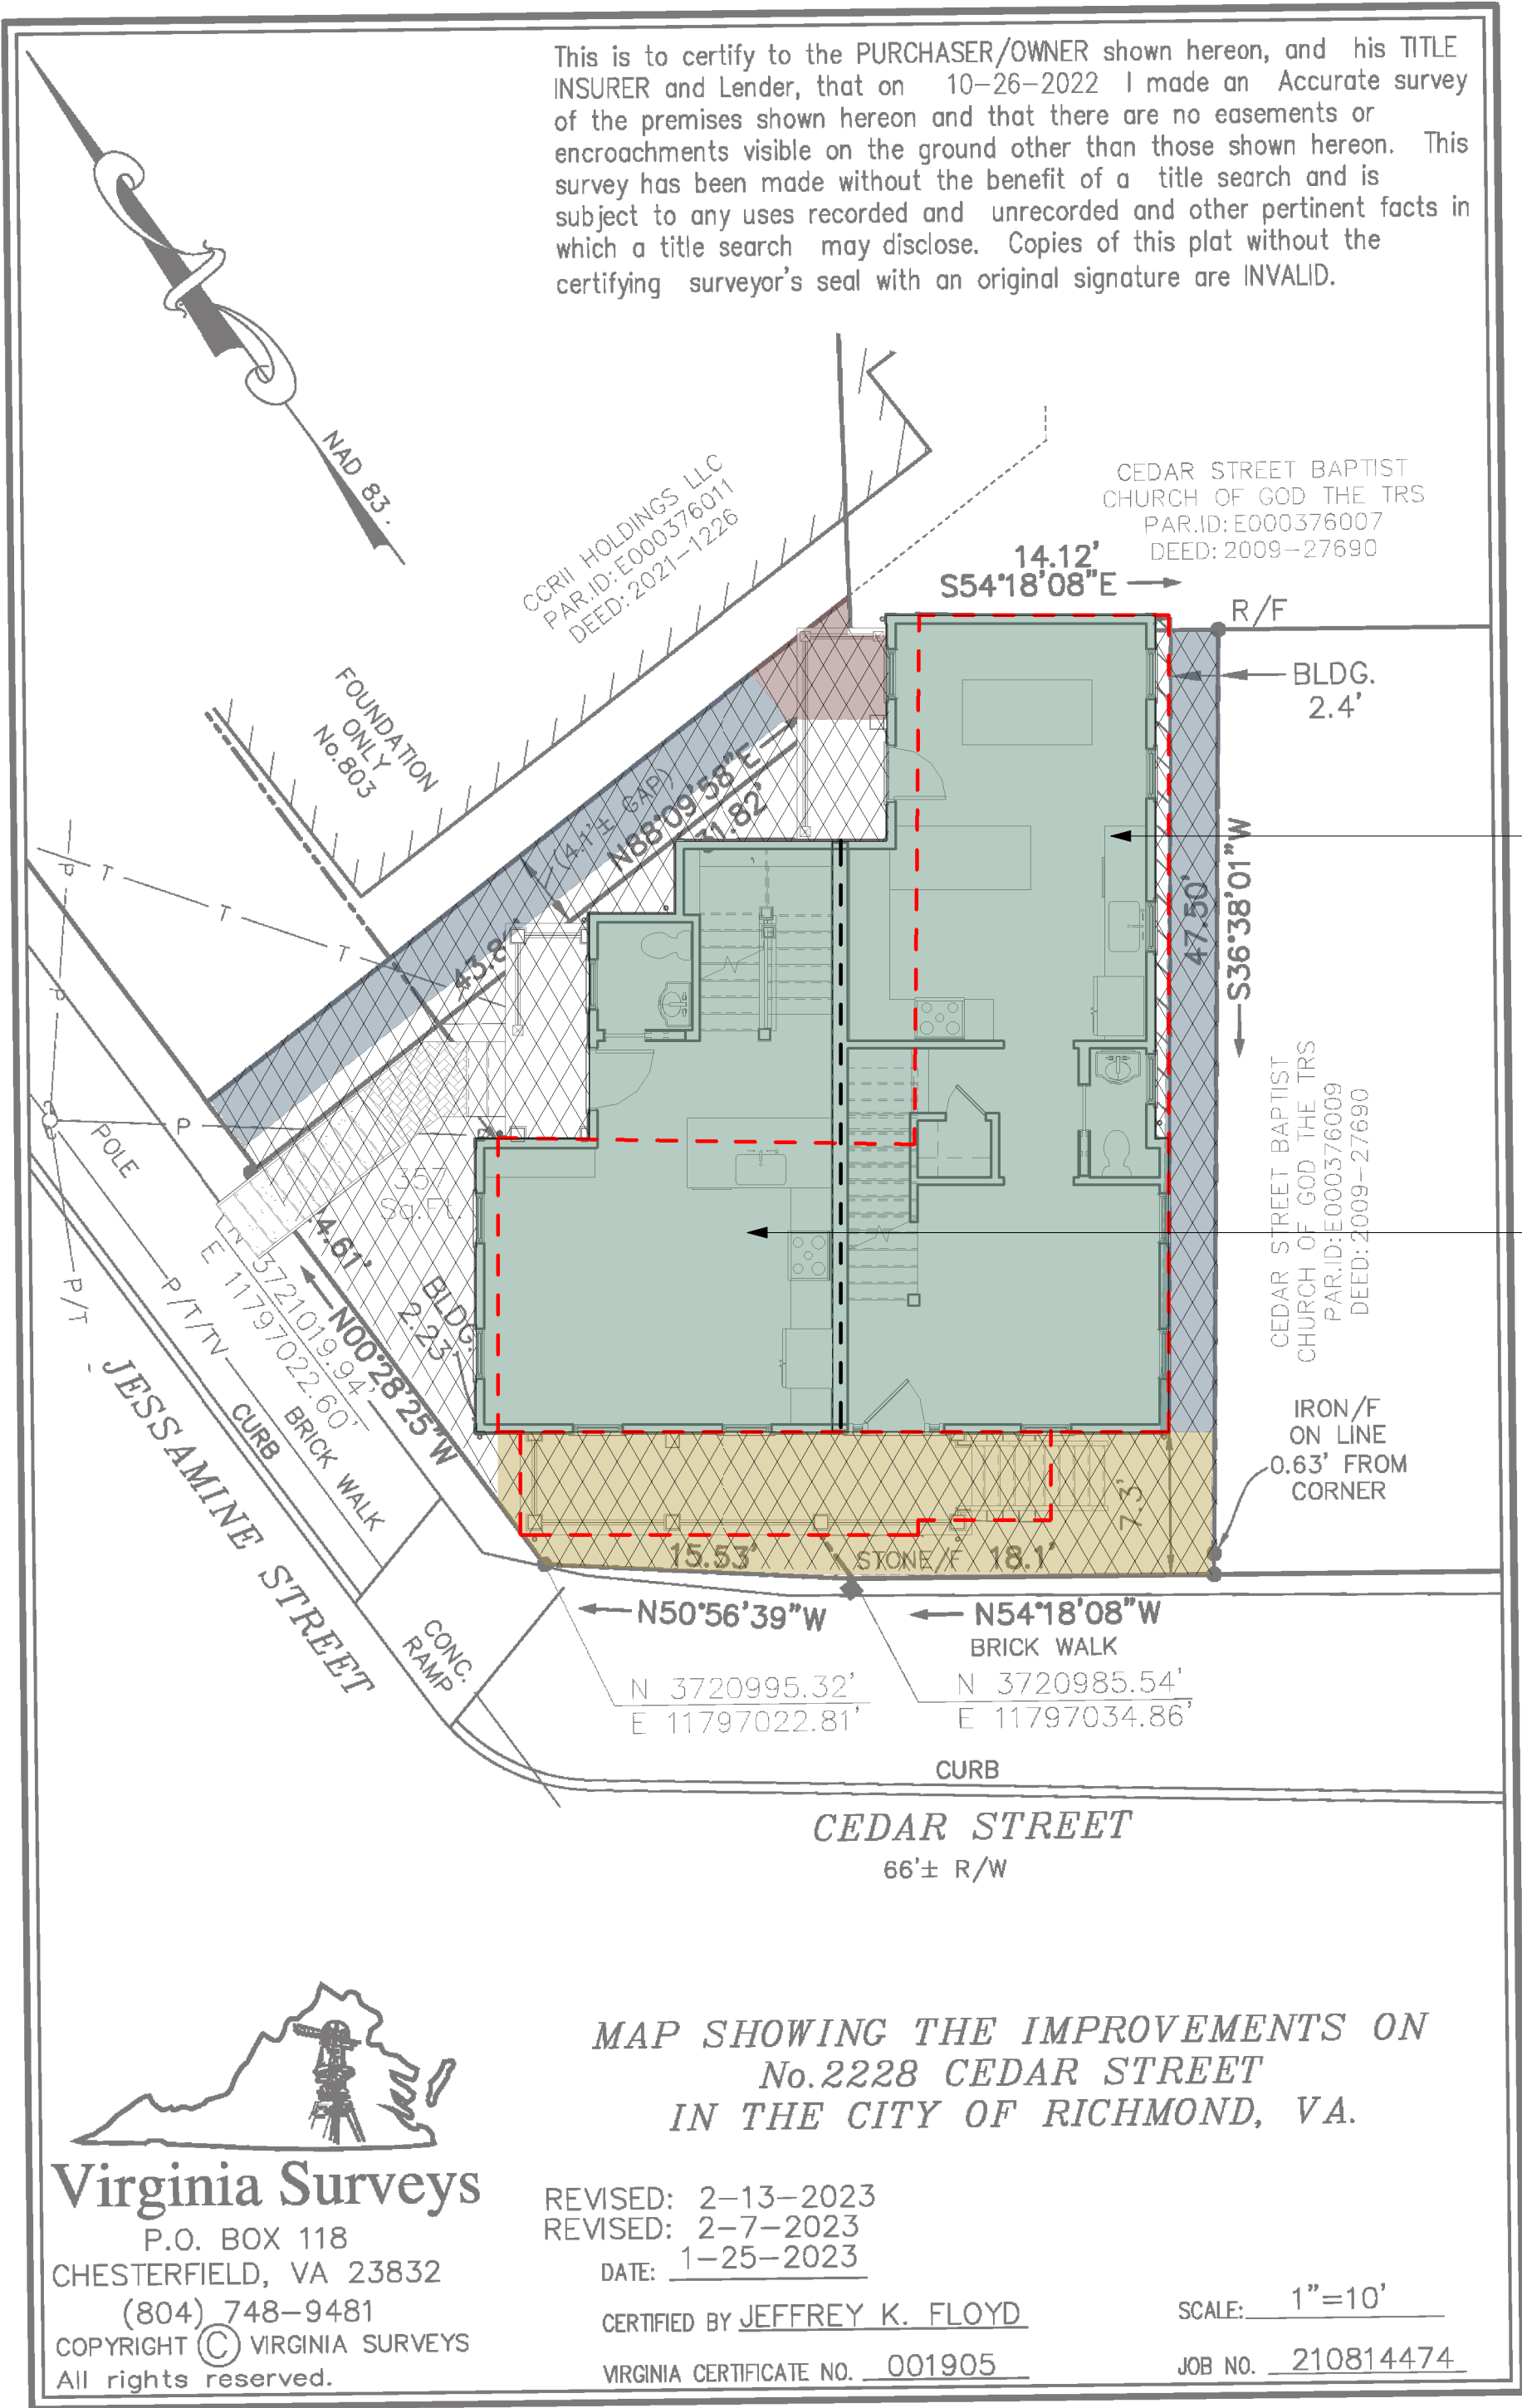 This is to certify to the PURCHASER/OWNER shown hereon, and his TITLE
INSURER and Lender, that on 10-26-2022 I made an Accurate survey
of the premises shown hereon and that there are no easements or
encroachments visible on the ground other than those shown hereon. This
survey has been made without the benefit of a title search and is
subject to any uses recorded and unrecorded and other pertinent facts in
which a title search may disclose. Copies of this plat without the
certifying surveyor's seal with an original signature are INVALID.
NAD 83
CCRII HOLDINGS LLC
PAR.ID:E000376011
DEED: 2021-1226
CEDAR STREET BAPTIST
CHURCH OF GOD THE TRS
PAR.ID:E000376007
DEED:2009-27690
14.12'
S54°18'08"E
R/F
BLDG.
2.4'
FOUNDATION
ONLY
No.803
(4.1'± GAP)
N88°09'58"E
31.82'
43.8
T
T
T
P
P
P
47.50'
S36°38'01"W
CEDAR STREET BAPTIST
CHURCH OF GOD THE TRS
PAR.ID:E000376009
DEED:2009-27690
POLE
P/T
P/T/TV
357
Sq.Ft.
4.61'
3721019.94'
E 11797022.60'
N00°28'25"W
BLDG.
2.23'
CURB
BRICK WALK
JESSAMINE STREET
IRON/F
ON LINE
0.63' FROM
CORNER
7.3'
15.53'
STONE/F
18.1'
N50°56'39"W
N54°18'08"W
BRICK WALK
CONC.
RAMP
N 3720995.32'
E 11797022.81'
N 3720985.54'
E 11797034.86'
CURB
CEDAR STREET
66'± R/W
MAP SHOWING THE IMPROVEMENTS ON
No.2228 CEDAR STREET
IN THE CITY OF RICHMOND, VA.
Virginia Surveys
P.O. BOX 118
CHESTERFIELD, VA 23832
(804) 748-9481
COPYRIGHT © VIRGINIA SURVEYS
All rights reserved.
REVISED: 2-13-2023
REVISED: 2-7-2023
DATE: 1-25-2023
CERTIFIED BY JEFFREY K. FLOYD
VIRGINIA CERTIFICATE NO. 001905
SCALE: 1"=10'
JOB NO. 210814474